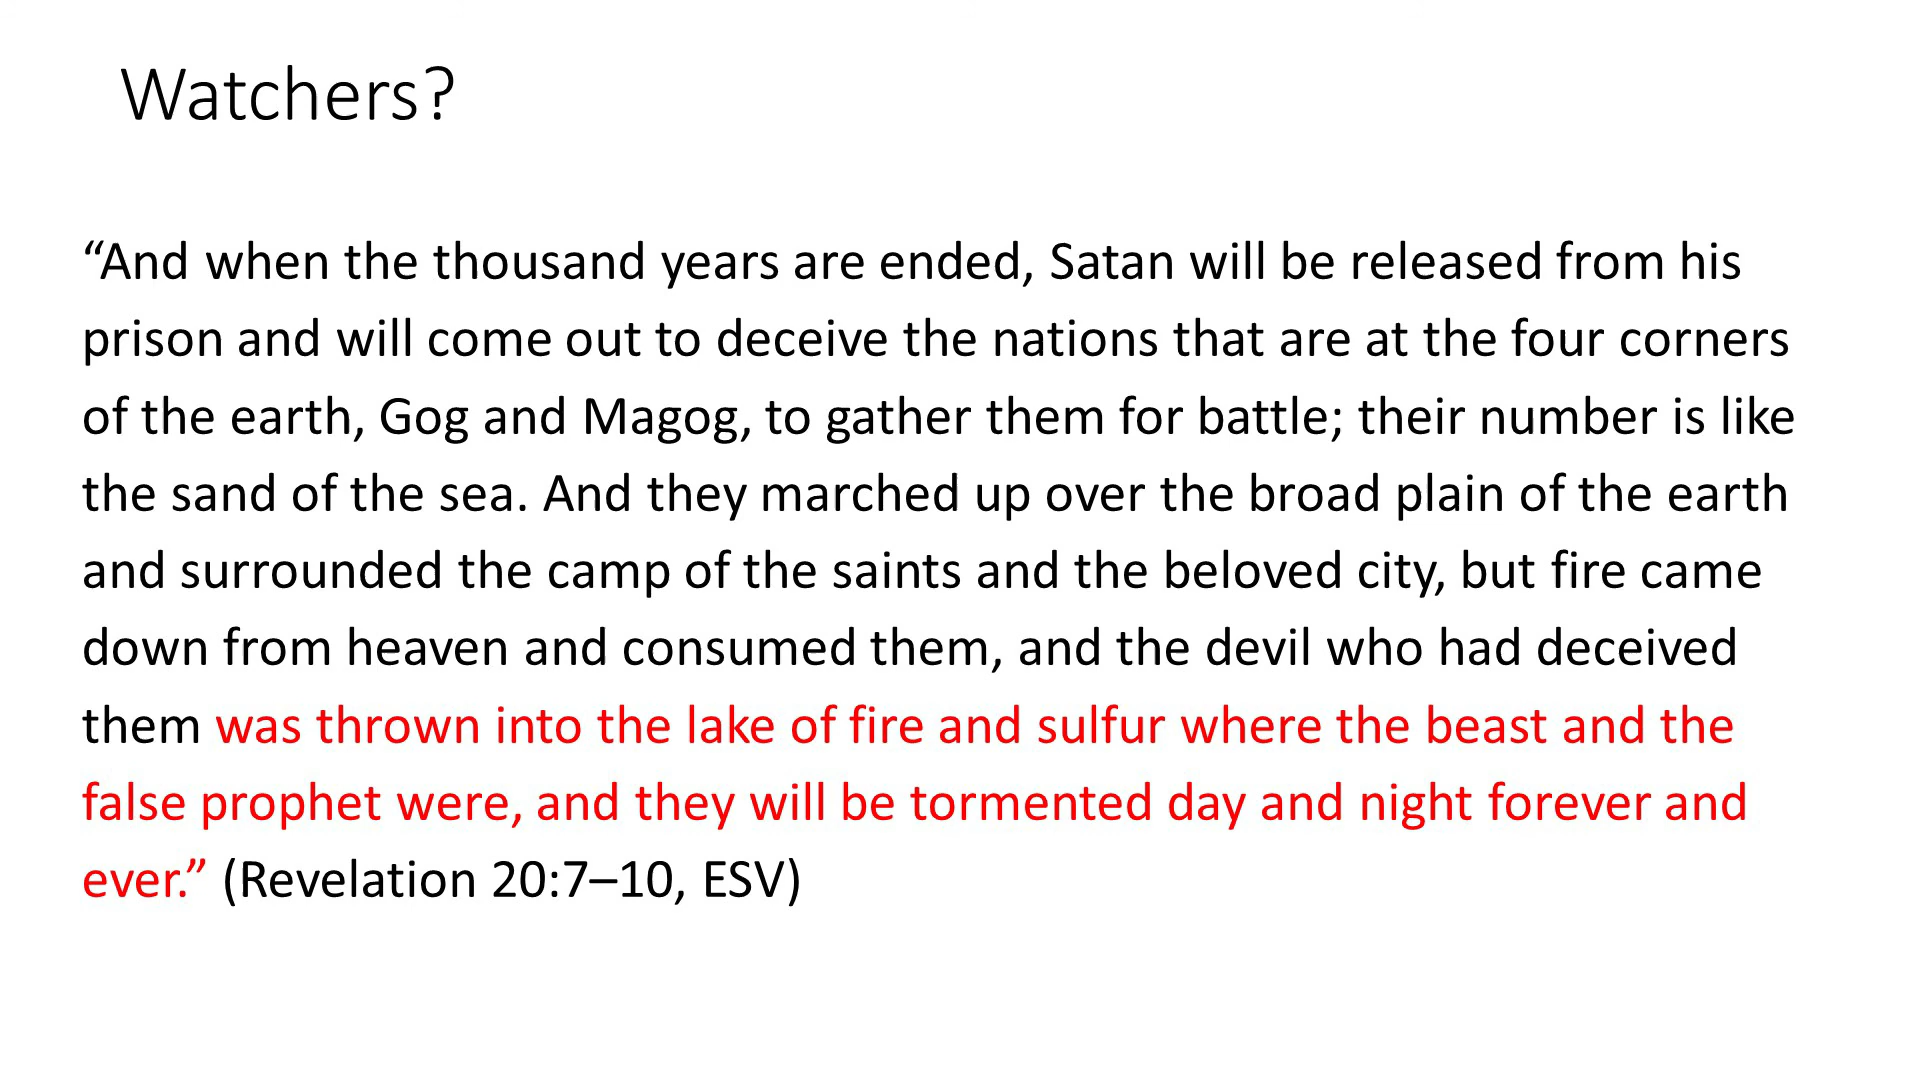 Watchers?
“And when the thousand years are ended, Satan will be released from his
prison and will come out to deceive the nations that are at the four corners
of the earth, Gog and Magog, to gather them for battle; their number is like
the sand of the sea. And they marched up over the broad plain of the earth
and surrounded the camp of the saints and the beloved city, but fire came
down from heaven and consumed them, and the devil who had deceived
them was thrown into the lake of fire and sulfur where the beast and the
false prophet were, and they will be tormented day and night forever and
ever.” (Revelation 20:7–10, ESV)